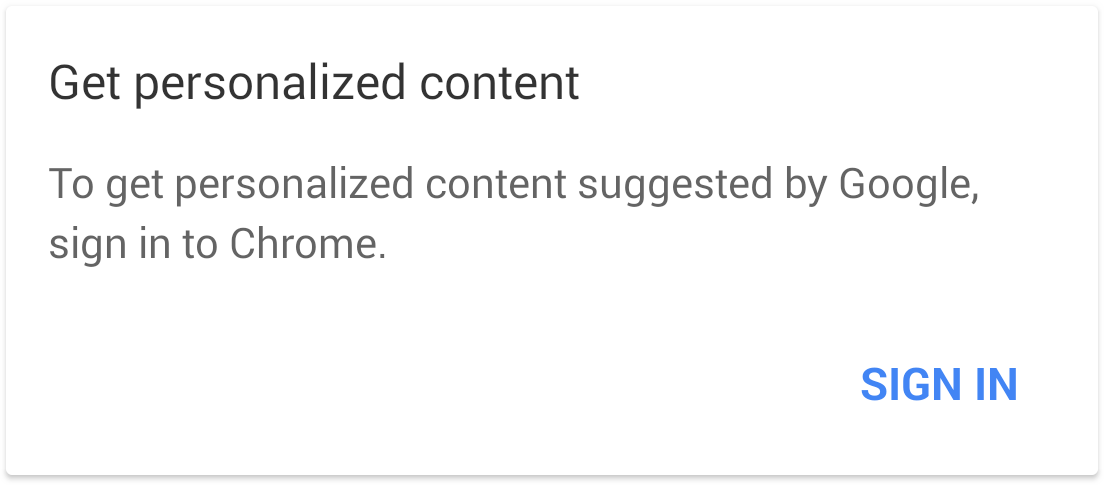 Get personalized content
To get personalized content suggested by Google,
sign in to Chrome.
SIGN IN